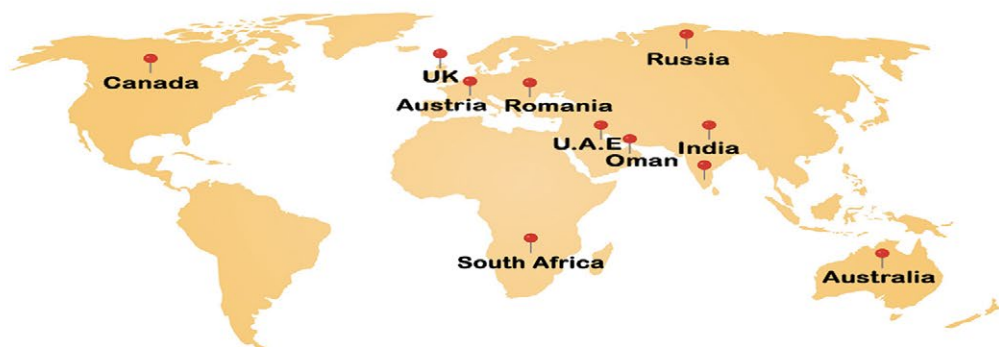 Russia
Canada
UK
Austria
Romania
U.A.E
India
Oman
South Africa
Australia